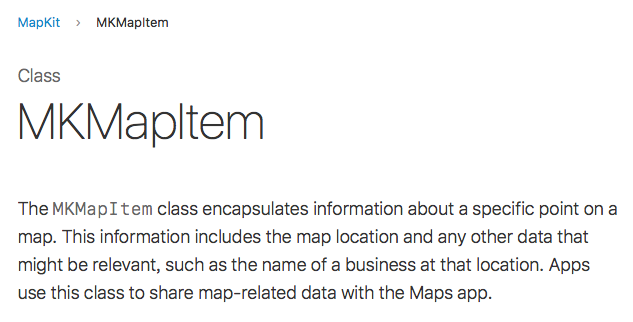 MapKit › MKMapItem
Class
MKMapItem
The MKMapItem class encapsulates information about a specific point on a
map. This information includes the map location and any other data that
might be relevant, such as the name of a business at that location. Apps
use this class to share map-related data with the Maps app.